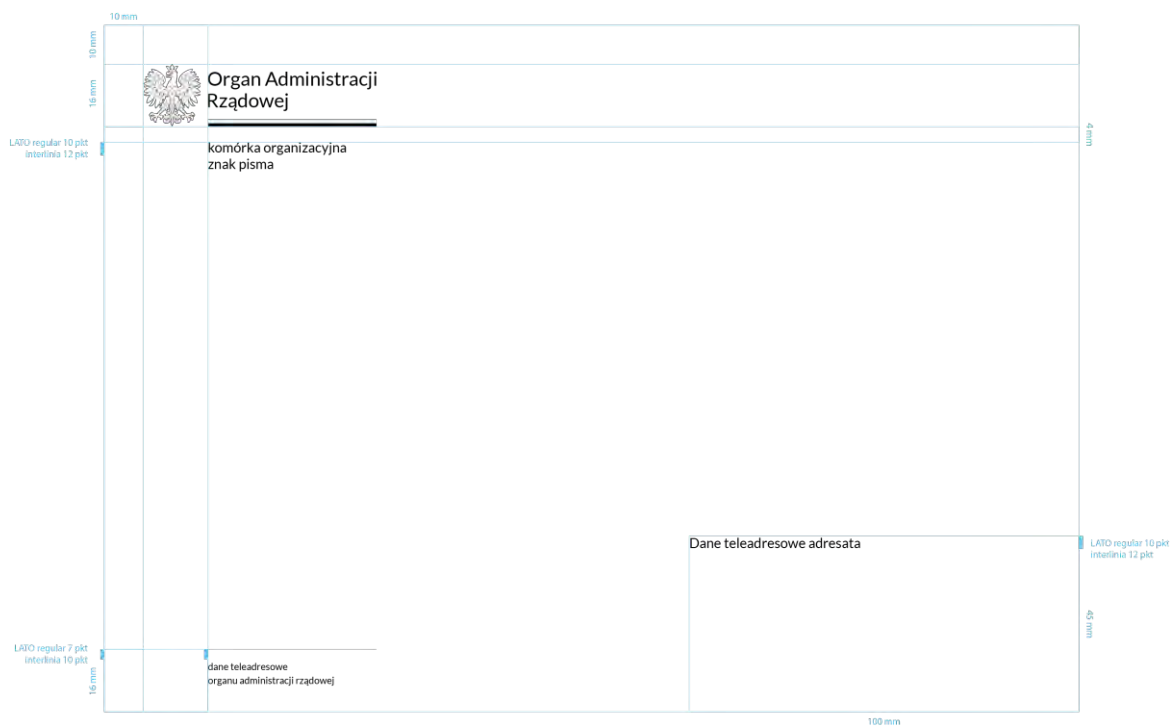 10 mm
10 mm
16 mm
Organ Administracji
Rządowej
4 mm
LATO regular 10 pkt
interlinia 12 pkt
komórka organizacyjna
znak pisma
Dane teleadresowe adresata
LATO regular 10 pkt
interlinia 12 pkt
45 mm
LATO regular 7 pkt
interlinia 10 pkt
16 mm
dane teleadresowe
organu administracji rządowej
100 mm